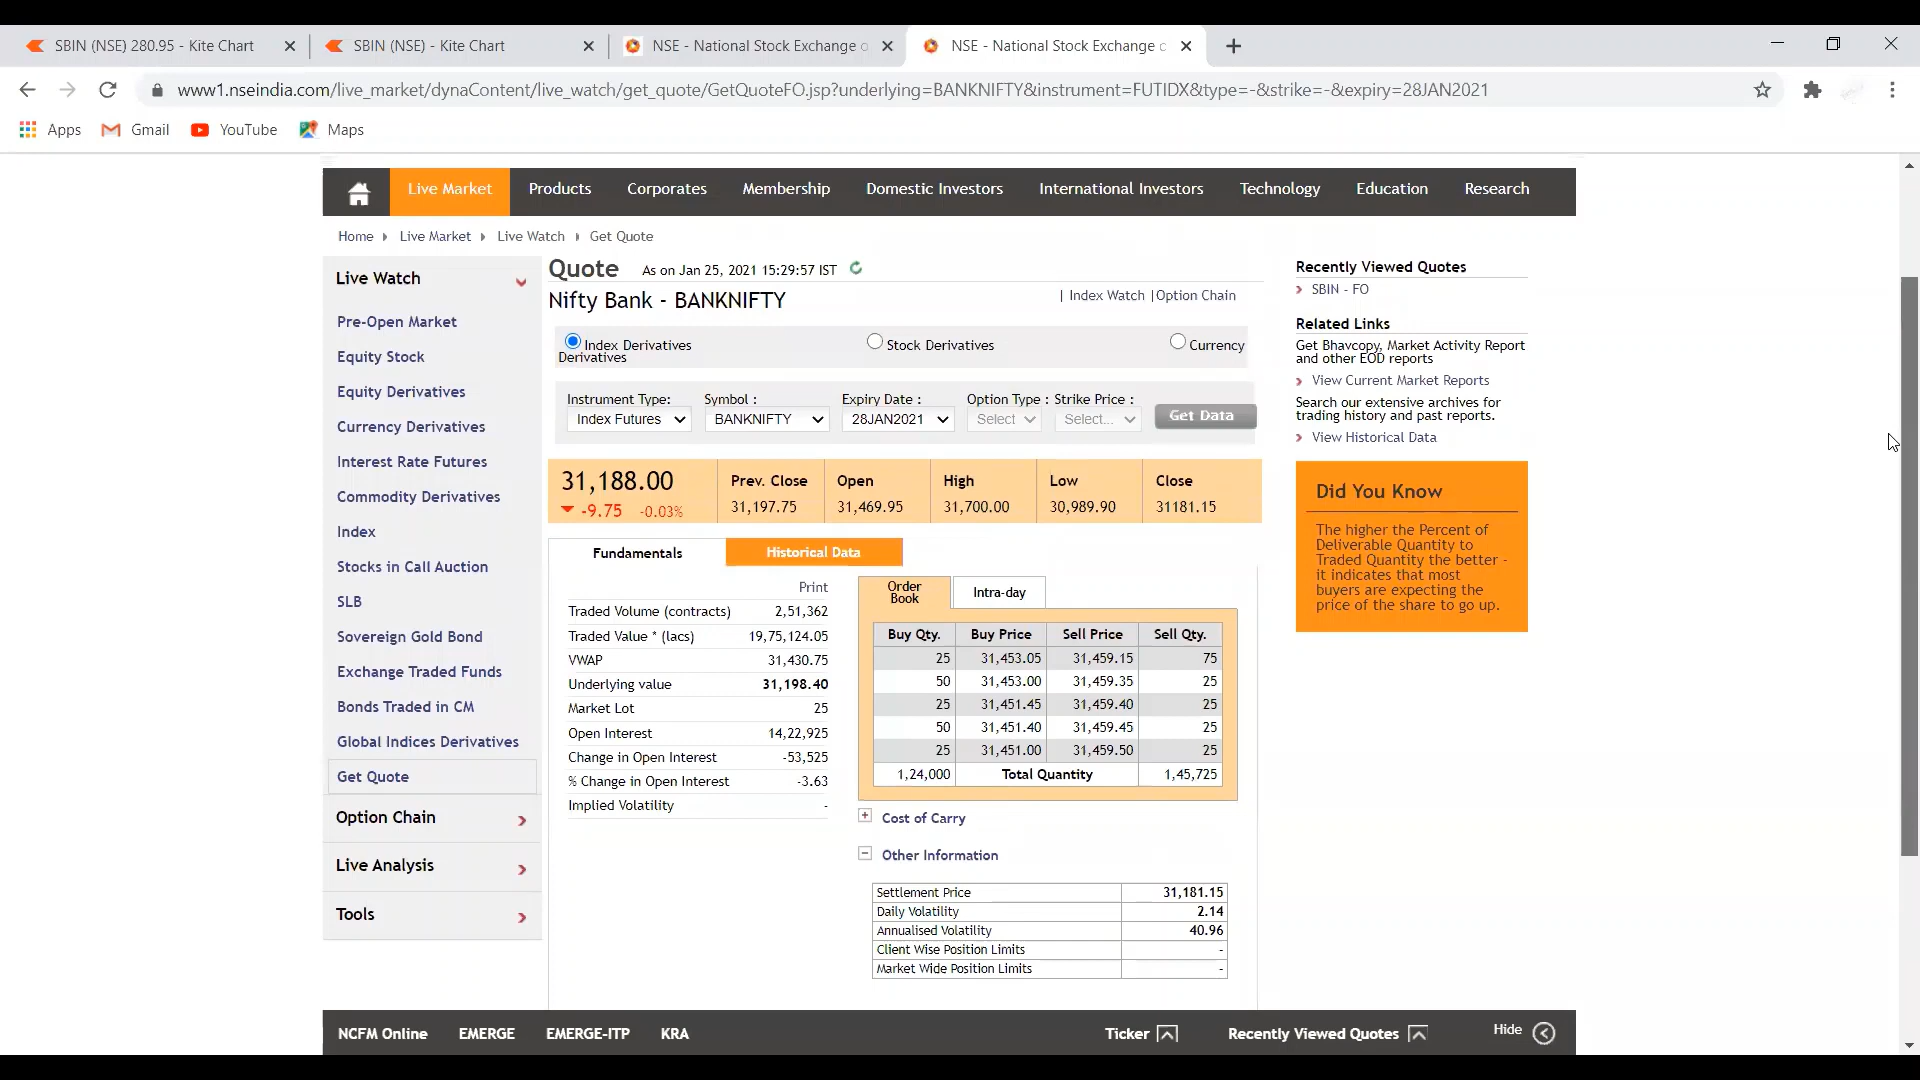 SBIN (NSE) 280.95 - Kite Chart
SBIN (NSE) - Kite Chart
NSE - National Stock Exchange o
NSE - National Stock Exchange o
www1.nseindia.com/live_market/dynaContent/live_watch/get_quote/GetQuoteFO.jsp?underlying=BANKNIFTY&instrument=FUTIDX&type=-&strike=-&expiry=28JAN2021
Apps Gmail YouTube Maps
Live Market Products Corporates Membership Domestic Investors International Investors Technology Education Research
Home Live Market Live Watch Get Quote
Live Watch
Pre-Open Market
Equity Stock
Equity Derivatives
Currency Derivatives
Interest Rate Futures
Commodity Derivatives
Index
Stocks in Call Auction
SLB
Sovereign Gold Bond
Exchange Traded Funds
Bonds Traded in CM
Global Indices Derivatives
Get Quote
Option Chain
Live Analysis
Tools
Quote As on Jan 25, 2021 15:29:57 IST
Nifty Bank - BANKNIFTY | Index Watch |Option Chain
Index Derivatives Stock Derivatives Currency
Derivatives
Instrument Type: Symbol : Expiry Date : Option Type : Strike Price :
Index Futures BANKNIFTY 28JAN2021 Select Select... Get Data
31,188.00 Prev. Close Open High Low Close
-9.75 -0.03% 31,197.75 31,469.95 31,700.00 30,989.90 31181.15
Fundamentals Historical Data
Print
Traded Volume (contracts) 2,51,362
Traded Value * (lacs) 19,75,124.05
VWAP 31,430.75
Underlying value 31,198.40
Market Lot 25
Open Interest 14,22,925
Change in Open Interest -53,525
% Change in Open Interest -3.63
Implied Volatility -
Order Book Intra-day
Buy Qty. Buy Price Sell Price Sell Qty.
25 31,453.05 31,459.15 75
50 31,453.00 31,459.35 25
25 31,451.45 31,459.40 25
50 31,451.40 31,459.45 25
25 31,451.00 31,459.50 25
1,24,000 Total Quantity 1,45,725
Cost of Carry
Other Information
Settlement Price 31,181.15
Daily Volatility 2.14
Annualised Volatility 40.96
Client Wise Position Limits -
Market Wide Position Limits -
Recently Viewed Quotes
SBIN - FO
Related Links
Get Bhavcopy, Market Activity Report
and other EOD reports
View Current Market Reports
Search our extensive archives for
trading history and past reports.
View Historical Data
Did You Know
The higher the Percent of
Deliverable Quantity to
Traded Quantity the better -
it indicates that most
buyers are expecting the
price of the share to go up.
NCFM Online EMERGE EMERGE-ITP KRA Ticker Recently Viewed Quotes Hide